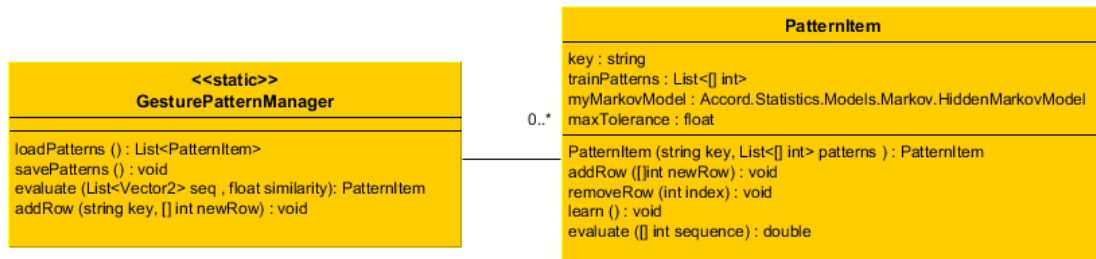 <<static>>
GesturePatternManager
loadPatterns () : List<PatternItem>
savePatterns () : void
evaluate (List<Vector2> seq , float similarity): PatternItem
addRow (string key, [] int newRow) : void
0..*
PatternItem
key : string
trainPatterns : List<[] int>
myMarkovModel : Accord.Statistics.Models.Markov.HiddenMarkovModel
maxTolerance : float
PatternItem (string key, List<[] int> patterns ) : PatternItem
addRow ([]int newRow) : void
removeRow (int index) : void
learn () : void
evaluate ([] int sequence) : double